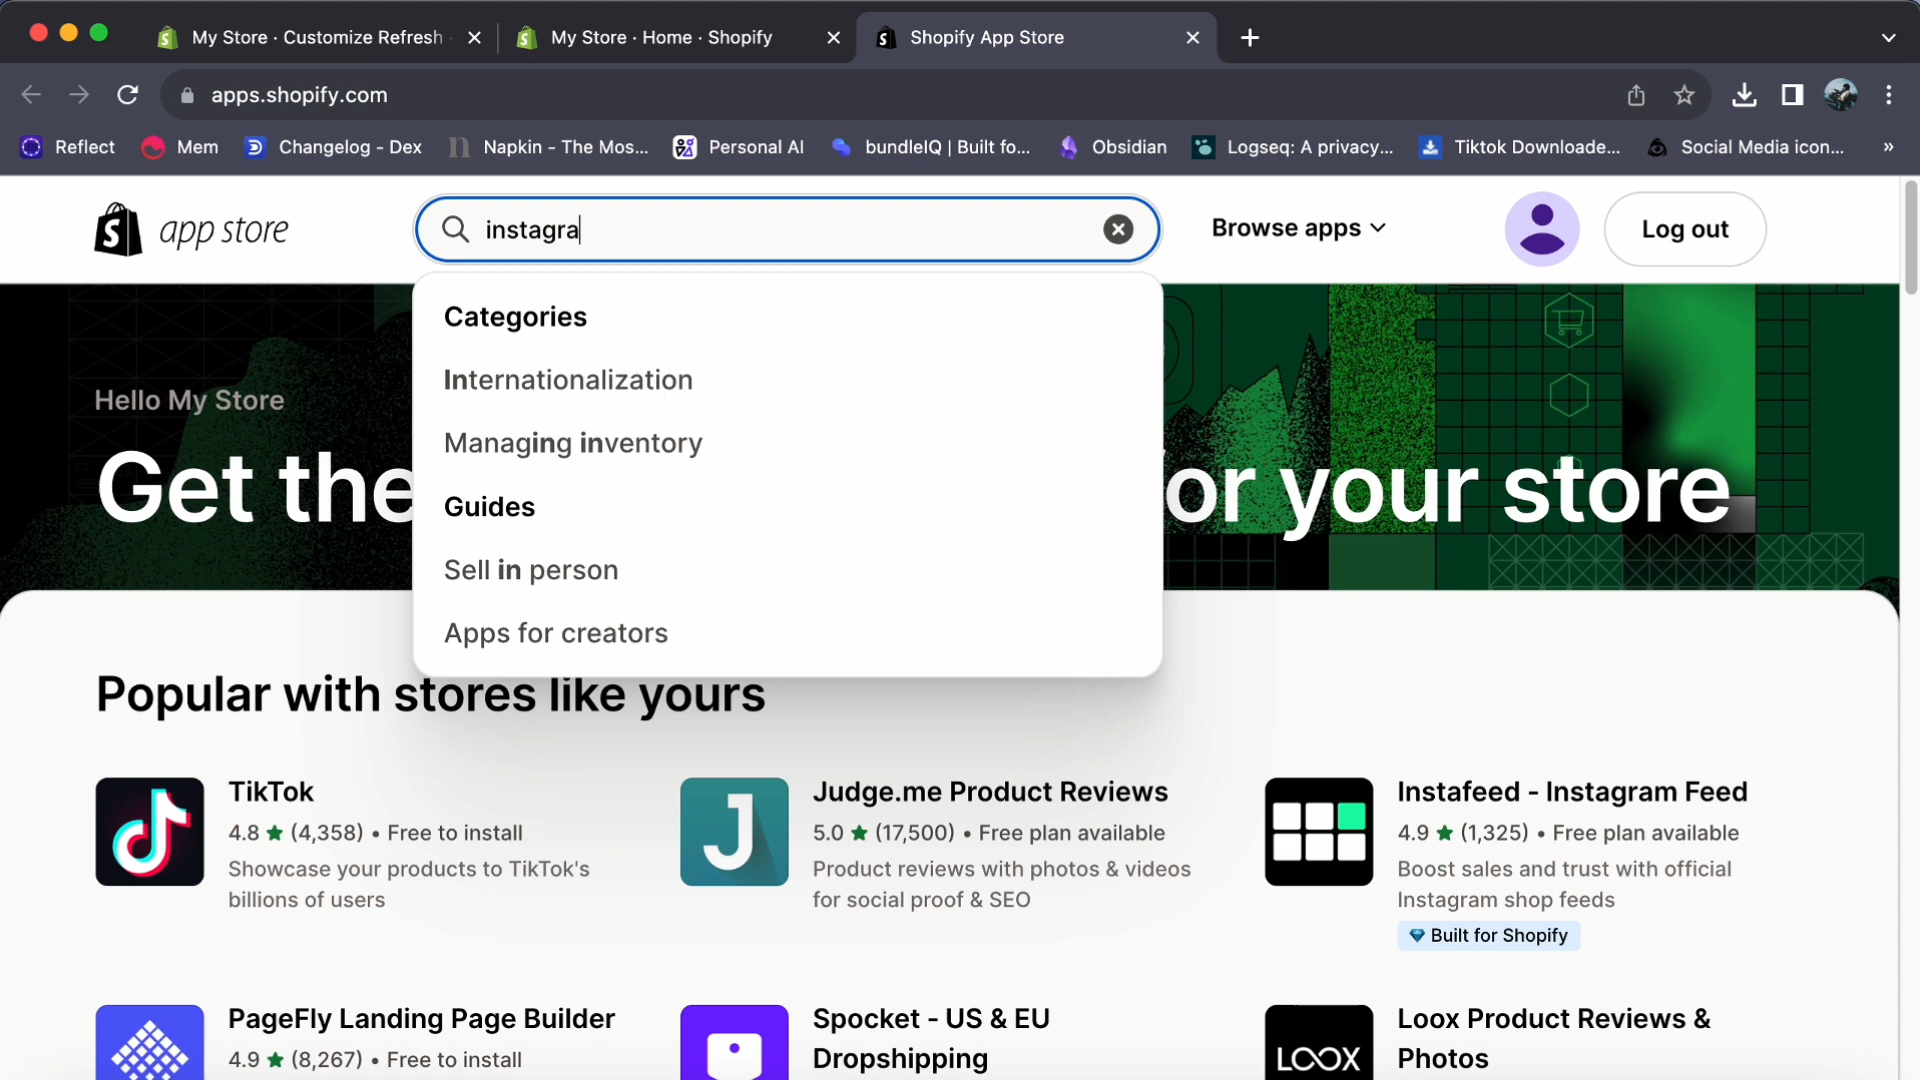 My Store · Customize Refresh
My Store · Home · Shopify
Shopify App Store
apps.shopify.com
Reflect
Mem
Changelog - Dex
Napkin - The Mos...
Personal AI
bundleIQ | Built fo...
Obsidian
Logseq: A privacy...
Tiktok Downloade...
Social Media icon...
»
app store
instagra
Browse apps
Log out
Categories
Internationalization
Managing inventory
Guides
Sell in person
Apps for creators
Hello My Store
Get the
or your store
Popular with stores like yours
TikTok
4.8 ★ (4,358) • Free to install
Showcase your products to TikTok's
billions of users
Judge.me Product Reviews
5.0 ★ (17,500) • Free plan available
Product reviews with photos & videos
for social proof & SEO
Instafeed - Instagram Feed
4.9 ★ (1,325) • Free plan available
Boost sales and trust with official
Instagram shop feeds
Built for Shopify
PageFly Landing Page Builder
4.9 ★ (8,267) • Free to install
Spocket - US & EU
Dropshipping
LOOX
Loox Product Reviews &
Photos